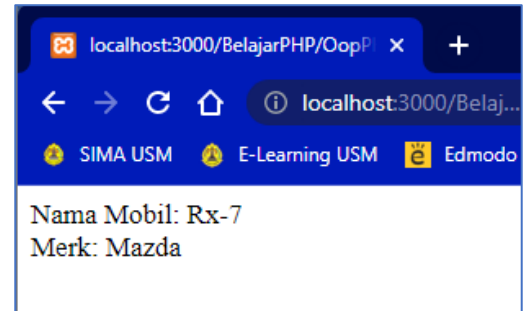 localhost:3000/BelajarPHP/OopP
localhost:3000/Belaj...
SIMA USM E-Learning USM ë Edmodo
Nama Mobil: Rx-7
Merk: Mazda